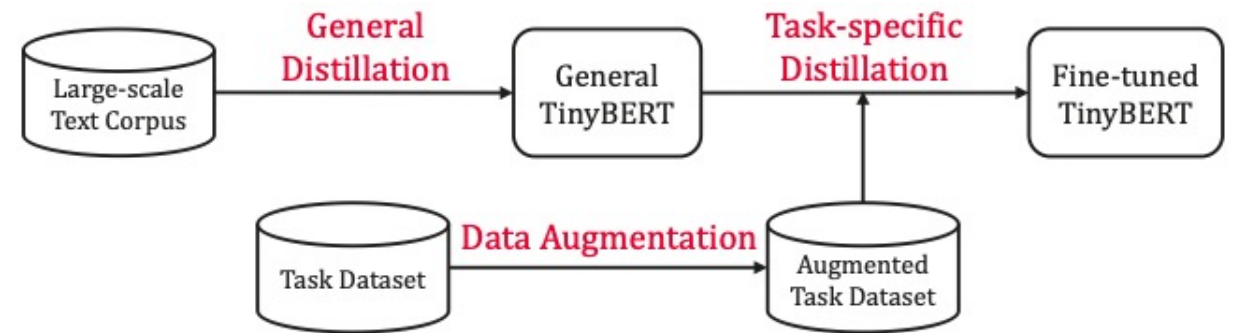 General
Distillation
Task-specific
Distillation
Large-scale
Text Corpus
General
TinyBERT
Fine-tuned
TinyBERT
Data Augmentation
Task Dataset
Augmented
Task Dataset